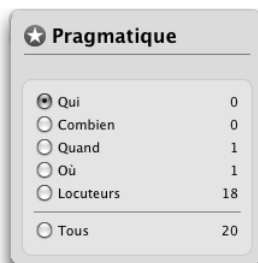 Pragmatique
Qui 0
Combien 0
Quand 1
Où 1
Locuteurs 18
Tous 20